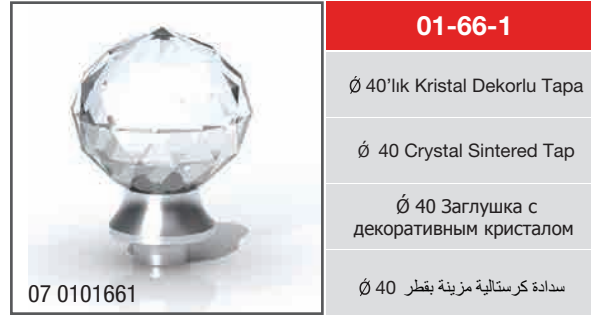 07 0101661
01-66-1
Ǿ 40’lık Kristal Dekorlu Tapa
Ǿ 40 Crystal Sintered Tap
Ǿ 40 Заглушка с
декоративным кристалом
سدادة كرستالية مزينة بقطر 40 Ǿ